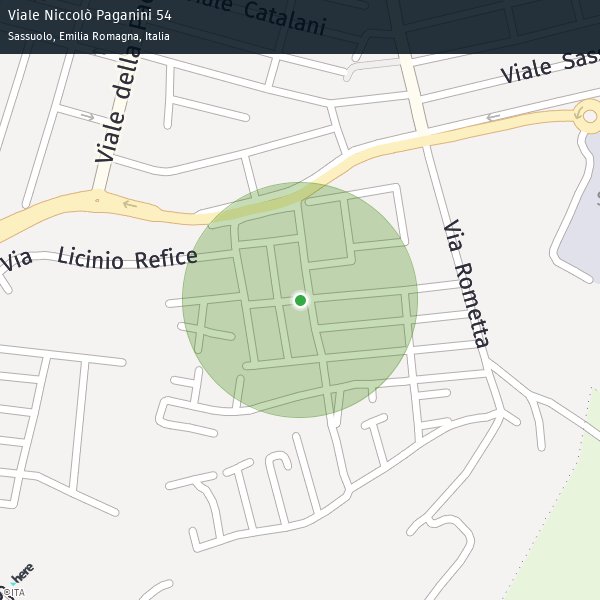 Viale Niccolò Paganini 54
Sassuolo, Emilia Romagna, Italia
Catalani
Viale Sass
Viale della
Via Licinio Refice
Via Rometta
here
©ITA